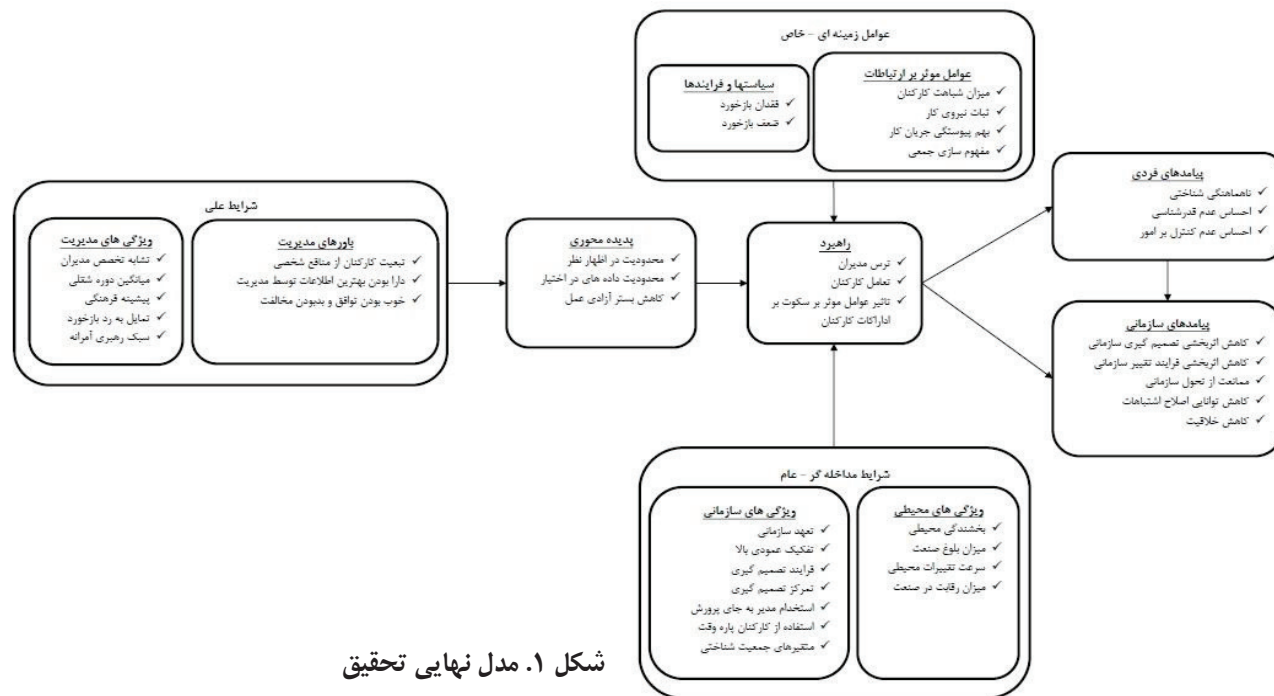 عوامل زمینه ای - خاص
عوامل موثر بر ارتباطات
✓ میزان شباهت کارکنان
✓ ثبات نیروی کار
✓ بهم پیوستگی جریان کار
✓ مفهوم سازی جمعی
سیاستها و فرایندها
✓ فقدان بازخورد
✓ ضعف بازخورد
شرایط علی
باورهای مدیریت
✓ تبعیت کارکنان از منافع شخصی
✓ دارا بودن بهترین اطلاعات توسط مدیریت
✓ خوب بودن توافق و بدبودن مخالفت
ویژگی های مدیریت
✓ تشابه تخصص مدیران
✓ میانگین دوره شغلی
✓ پیشینه فرهنگی
✓ تمایل به رد بازخورد
✓ سبک رهبری آمرانه
پدیده محوری
✓ محدودیت در اظهار نظر
✓ محدودیت داده های در اختیار
✓ کاهش بستر آزادی عمل
راهبرد
✓ ترس مدیران
✓ تعامل کارکنان
✓ تاثیر عوامل موثر بر سکوت بر
اداراکات کارکنان
پیامدهای فردی
✓ ناهماهنگی شناختی
✓ احساس عدم قدرشناسی
✓ احساس عدم کنترل بر امور
پیامدهای سازمانی
✓ کاهش اثربخشی تصمیم گیری سازمانی
✓ کاهش اثربخشی فرایند تغییر سازمانی
✓ ممانعت از تحول سازمانی
✓ کاهش توانایی اصلاح اشتباهات
✓ کاهش خلاقیت
شرایط مداخله گر - عام
ویژگی های محیطی
✓ بخشندگی محیطی
✓ میزان بلوغ صنعت
✓ سرعت تغییرات محیطی
✓ میزان رقابت در صنعت
ویژگی های سازمانی
✓ تعهد سازمانی
✓ تفکیک عمودی بالا
✓ فرایند تصمیم گیری
✓ تمرکز تصمیم گیری
✓ استخدام مدیر به جای پرورش
✓ استفاده از کارکنان پاره وقت
✓ متغیرهای جمعیت شناختی
شکل ۱. مدل نهایی تحقیق